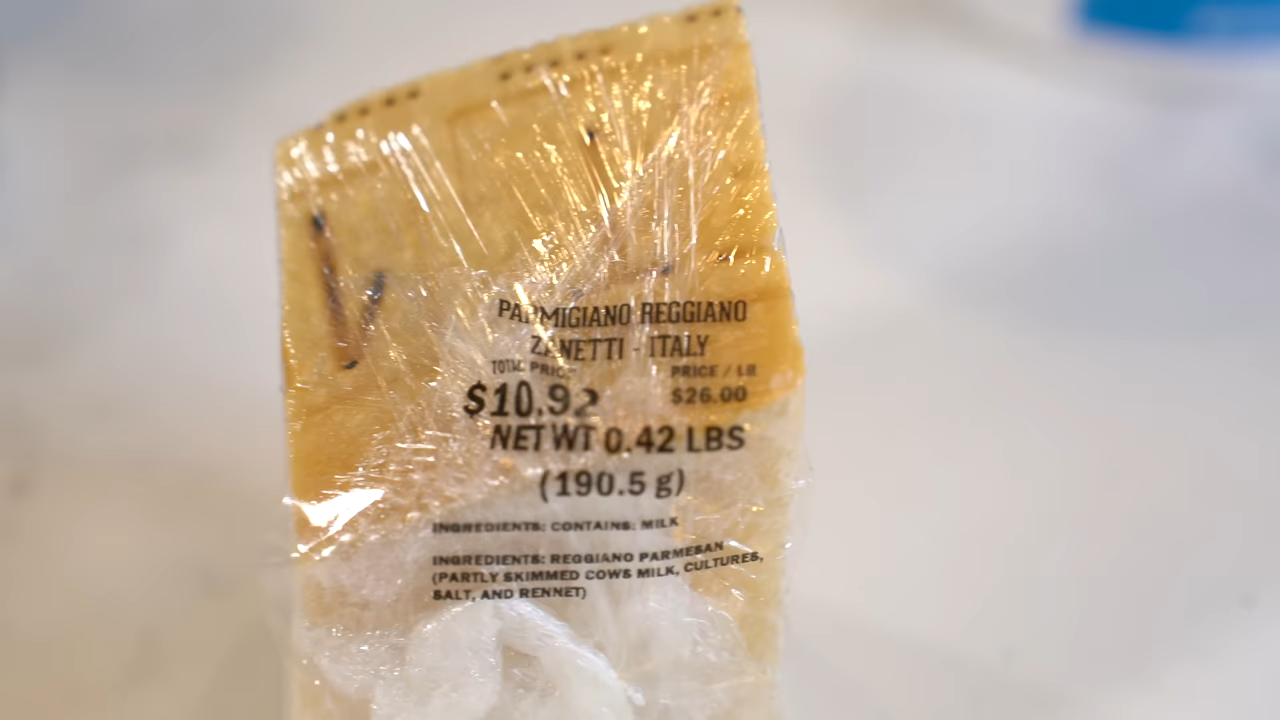 PARMIGIANO REGGIANO
ZANETTI - ITALY
TOTAL PRICE PRICE / LB
$10.92 $26.00
NET WT 0.42 LBS
(190.5 g)
INGREDIENTS: CONTAINS: MILK
INGREDIENTS: REGGIANO PARMESAN
(PARTLY SKIMMED COWS MILK, CULTURES,
SALT, AND RENNET)